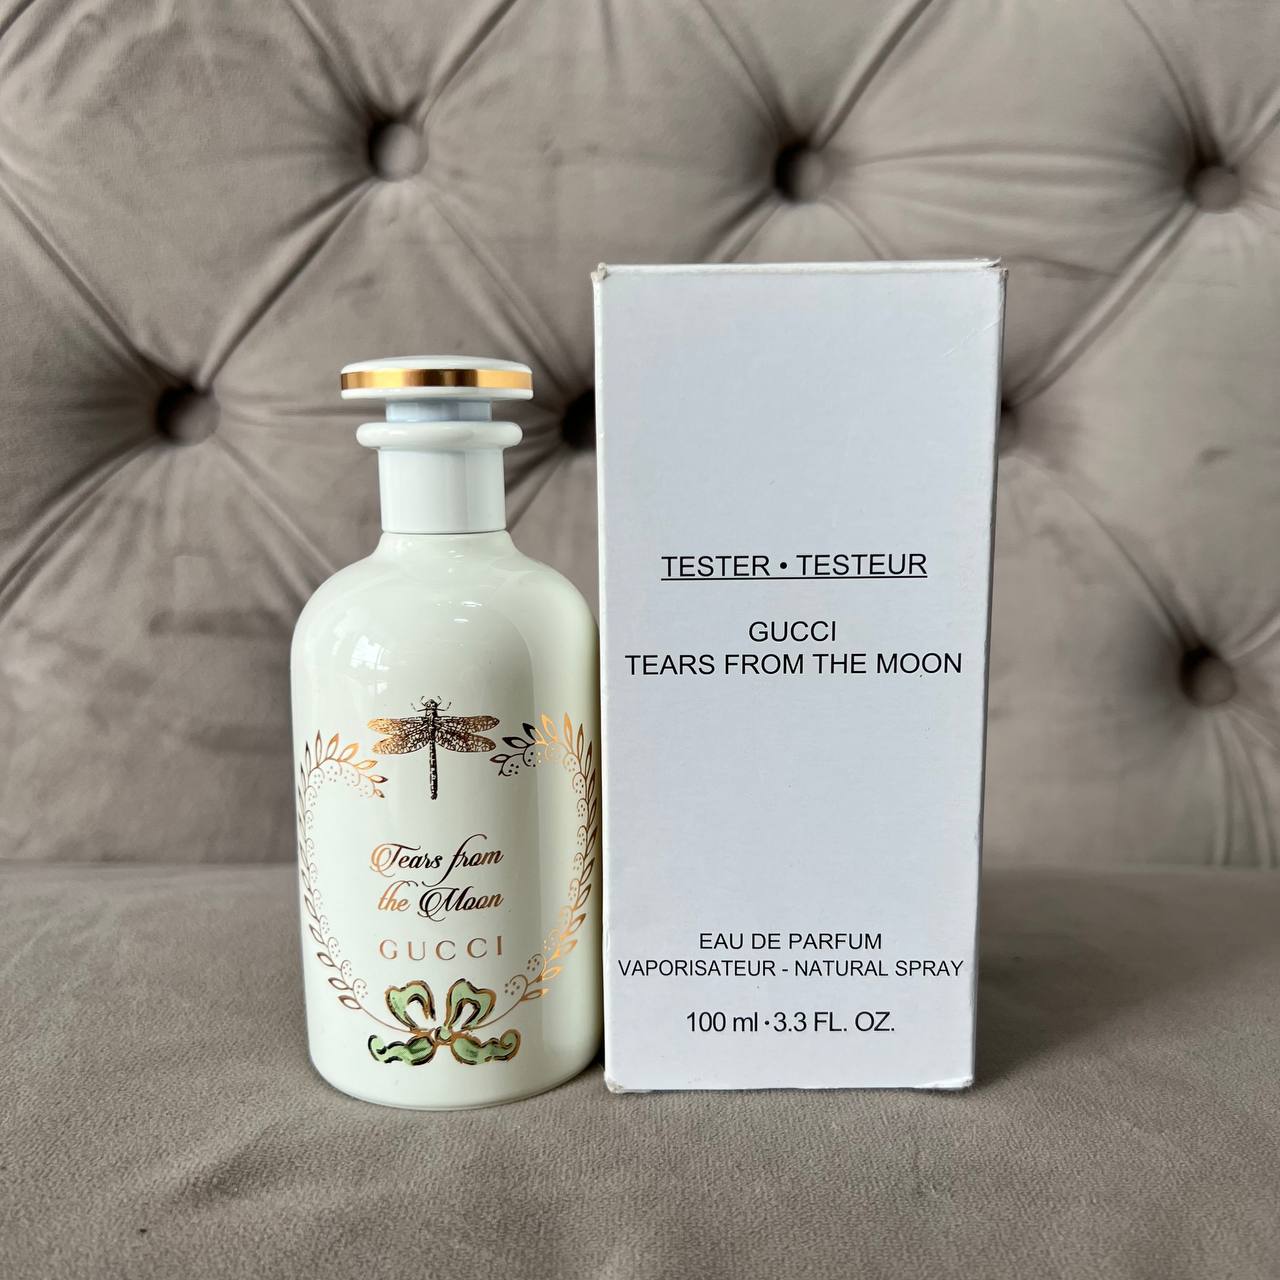 Tears from
the Moon
GUCCI
TESTER • TESTEUR
GUCCI
TEARS FROM THE MOON
EAU DE PARFUM
VAPORISATEUR - NATURAL SPRAY
100 ml · 3.3 FL. OZ.